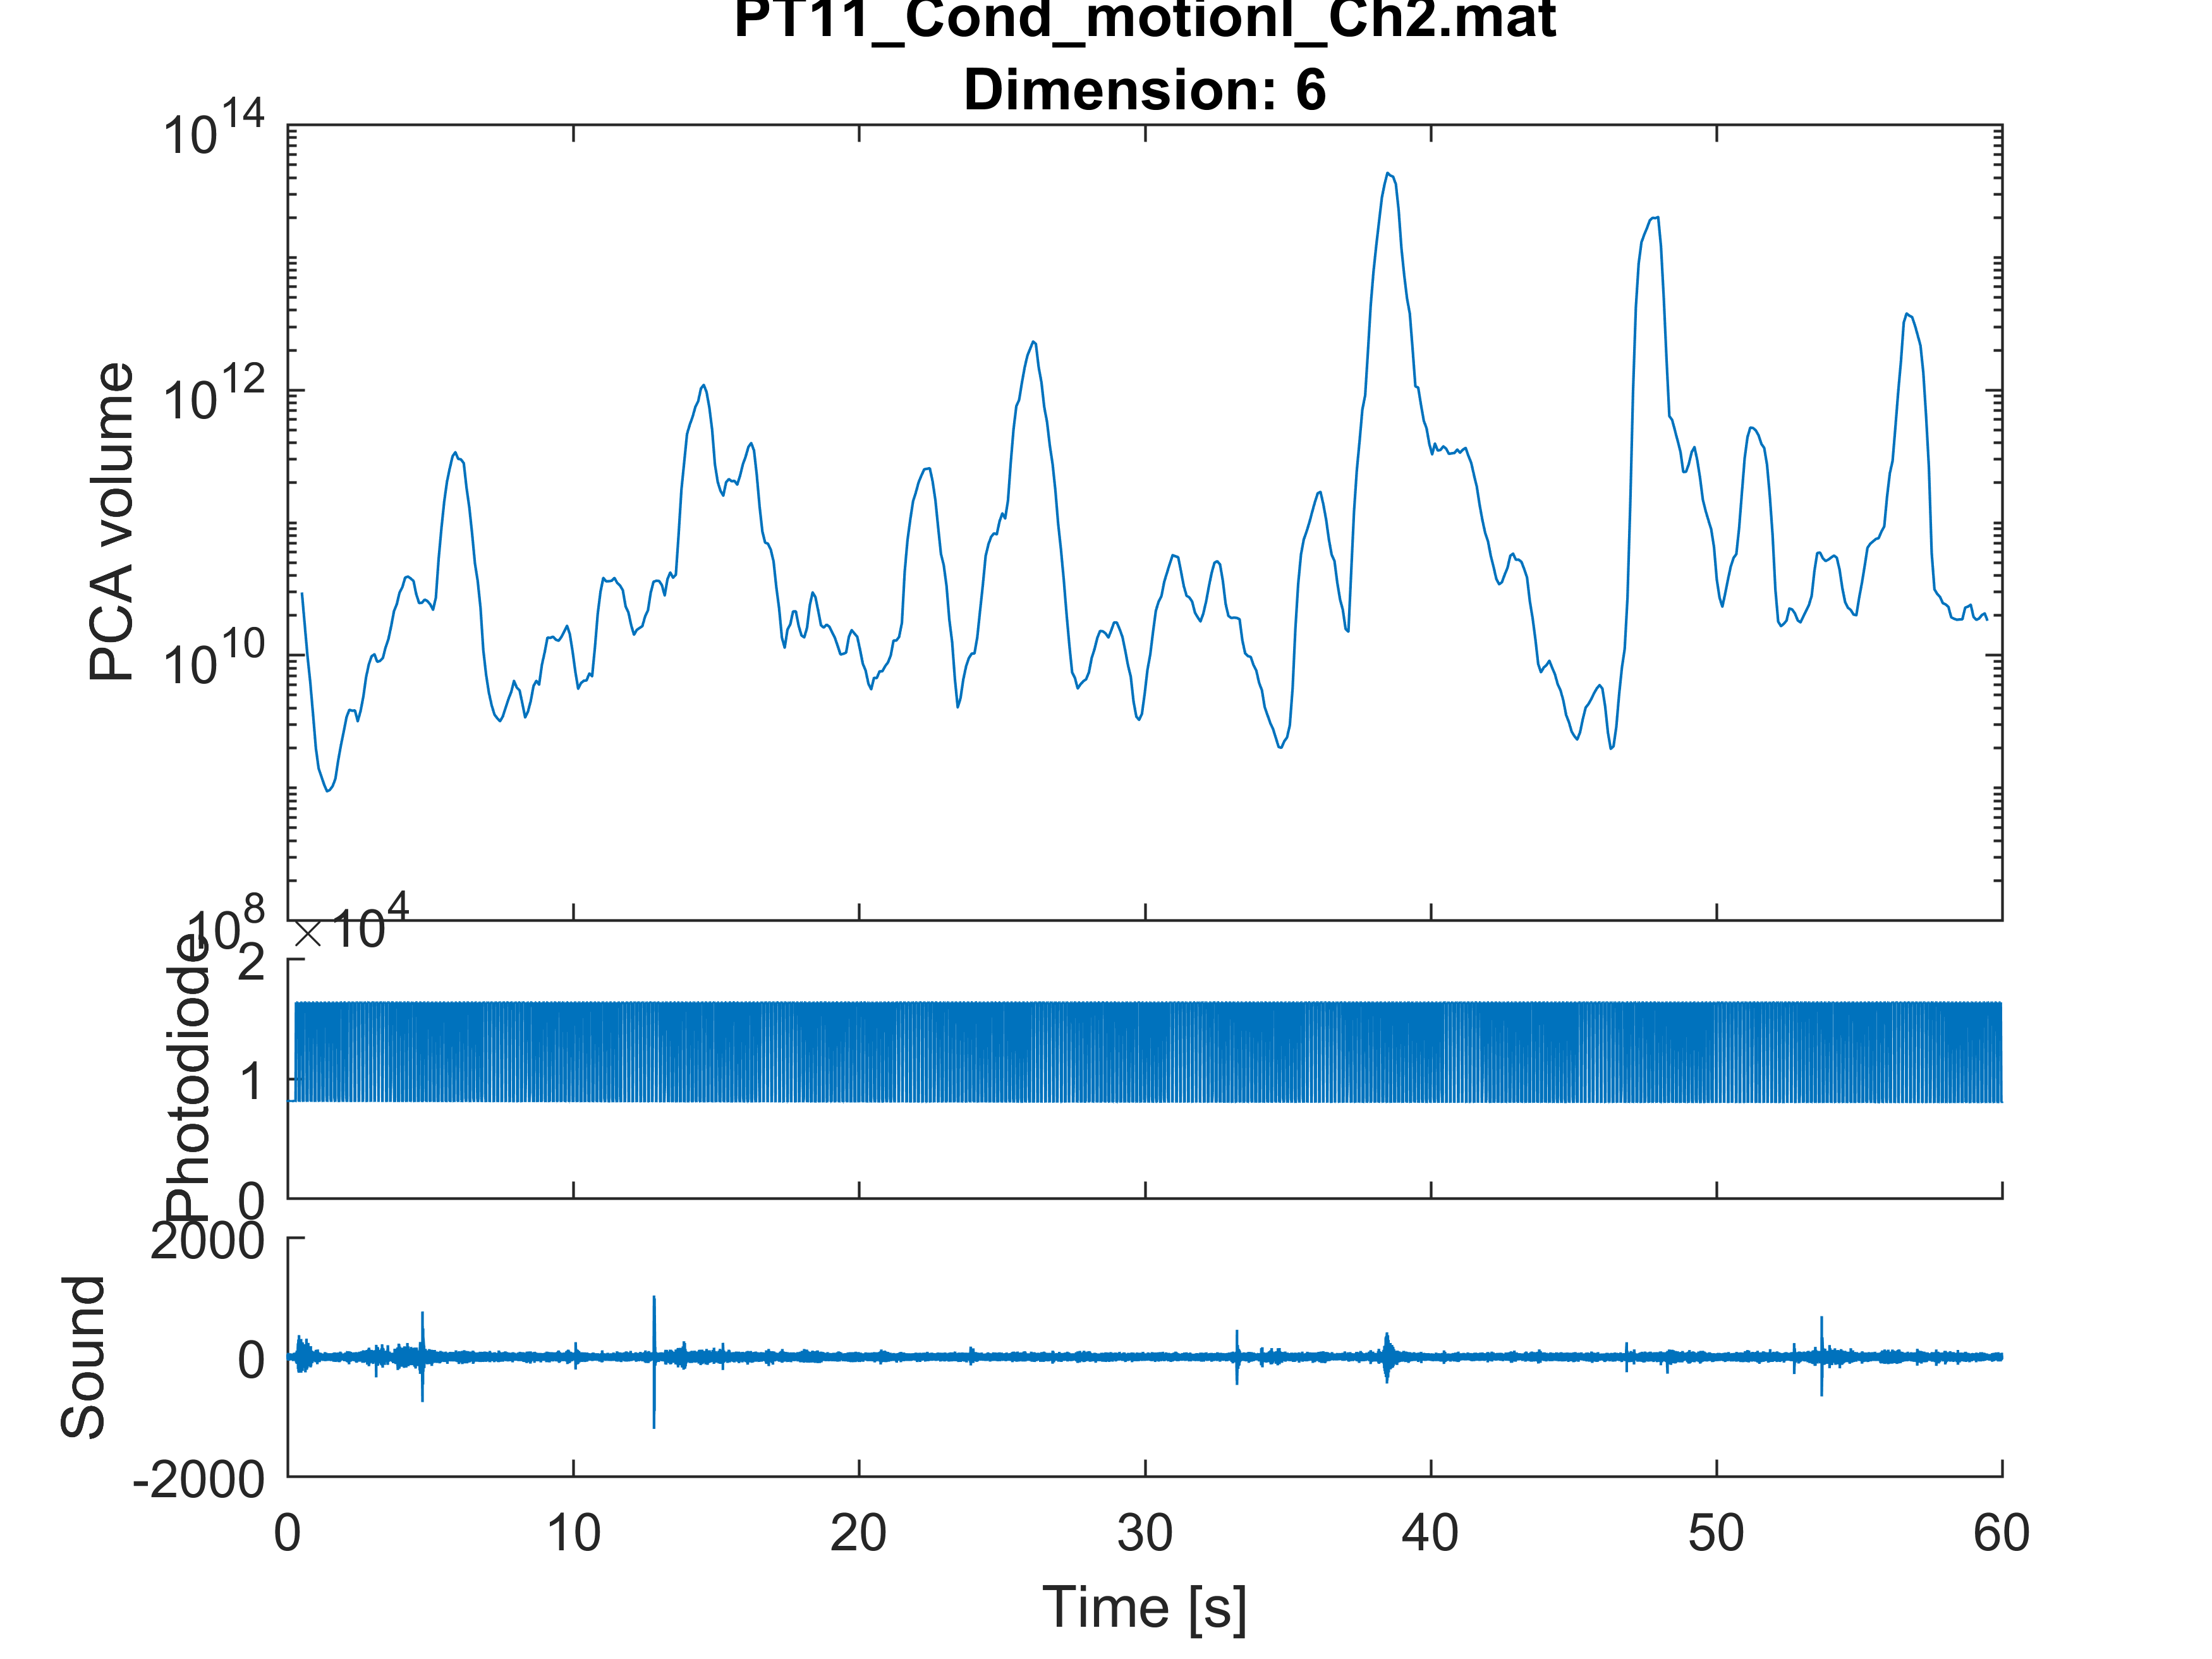 PT11_Cond_motionI_Ch2.mat
Dimension: 6
10^14
10^12
10^10
10^8
PCA volume
× 10^4
2
1
0
Photodiode
2000
0
-2000
Sound
0 10 20 30 40 50 60
Time [s]